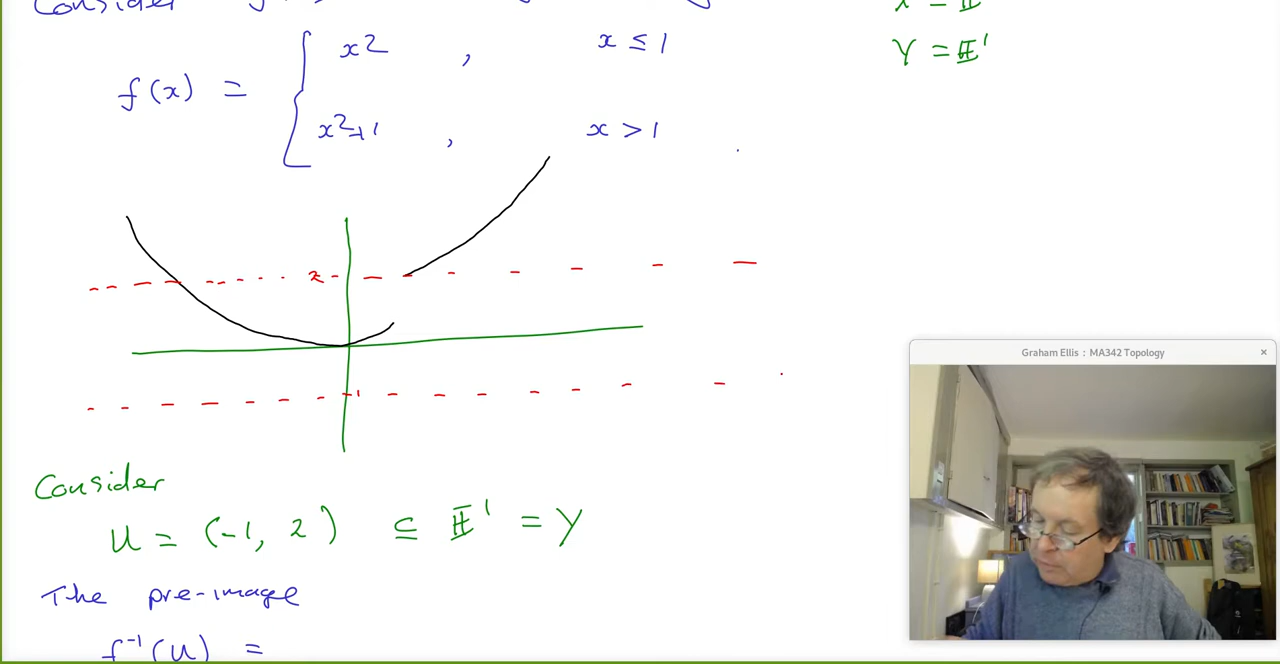 Consider
X = 𝔼
f(x) = { x2 , x ≤ 1
Y = 𝔼¹
x²+1 , x > 1
2
-1
Graham Ellis : MA342 Topology
Consider
U = (-1, 2) ⊆ 𝔼¹ = Y
The pre-image
f⁻¹(U) =